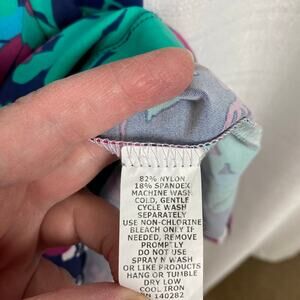 82% NYLON
18% SPANDEX
MACHINE WASH
COLD, GENTLE
CYCLE WASH
SEPARATELY
USE NON-CHLORINE
BLEACH ONLY IF
NEEDED, REMOVE
PROMPTLY
DO NOT USE
SPRAY N WASH
OR LIKE PRODUCTS
HANG OR TUMBLE
DRY LOW
COOL IRON
RN 140282